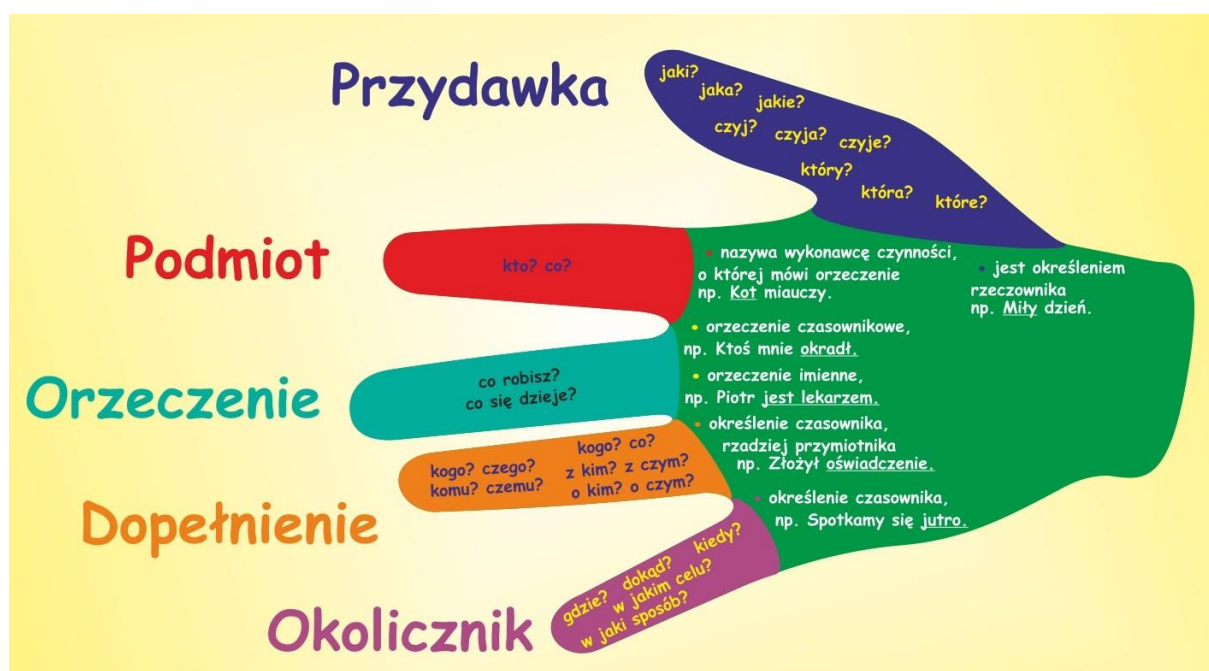 Przydawka
jaki?
jaka?
jakie?
czyj?
czyja?
czyje?
który?
która?
które?
Podmiot
kto? co?
• nazywa wykonawcę czynności,
o której mówi orzeczenie
np. Kot miauczy.
• jest określeniem
rzeczownika
np. Miły dzień.
Orzeczenie
co robisz?
co się dzieje?
• orzeczenie czasownikowe,
np. Ktoś mnie okradł.
• orzeczenie imienne,
np. Piotr jest lekarzem.
Dopełnienie
kogo? czego?
komu? czemu?
kogo? co?
z kim? z czym?
o kim? o czym?
• określenie czasownika,
rzadziej przymiotnika
np. Złożył oświadczenie.
Okolicznik
gdzie? dokąd? kiedy?
w jakim celu?
w jaki sposób?
• określenie czasownika,
np. Spotkamy się jutro.